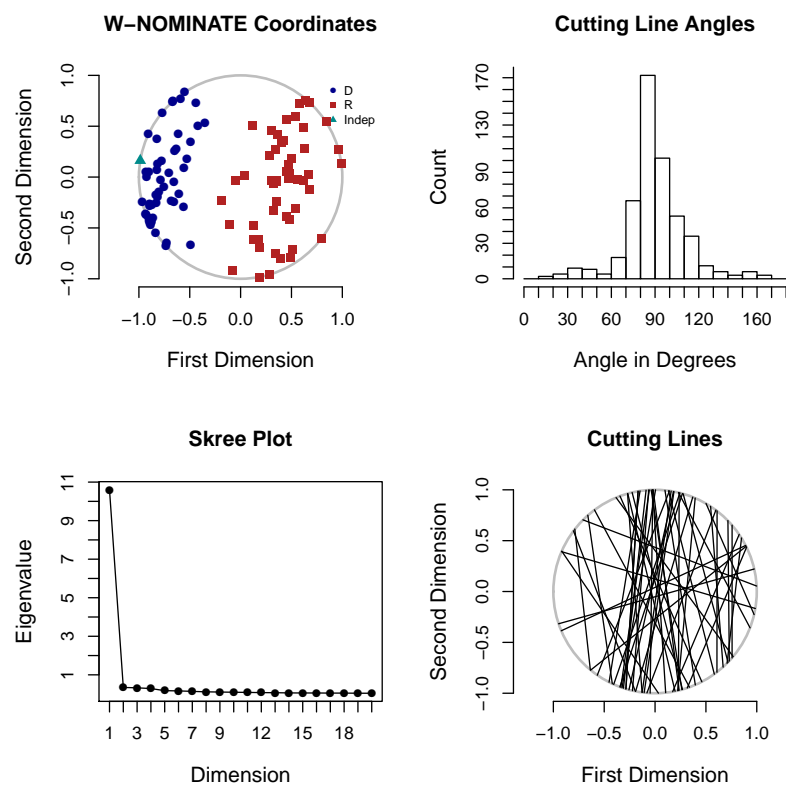 W−NOMINATE Coordinates
Second Dimension
1.0
0.5
0.0
−0.5
−1.0
D
R
Indep
−1.0 −0.5 0.0 0.5 1.0
First Dimension
Cutting Line Angles
Count
170
130
90
60
30
0
0 30 60 90 120 160
Angle in Degrees
Skree Plot
Eigenvalue
11
9
7
5
3
1
1 3 5 7 9 12 15 18
Dimension
Cutting Lines
Second Dimension
1.0
0.5
0.0
−0.5
−1.0
−1.0 −0.5 0.0 0.5 1.0
First Dimension